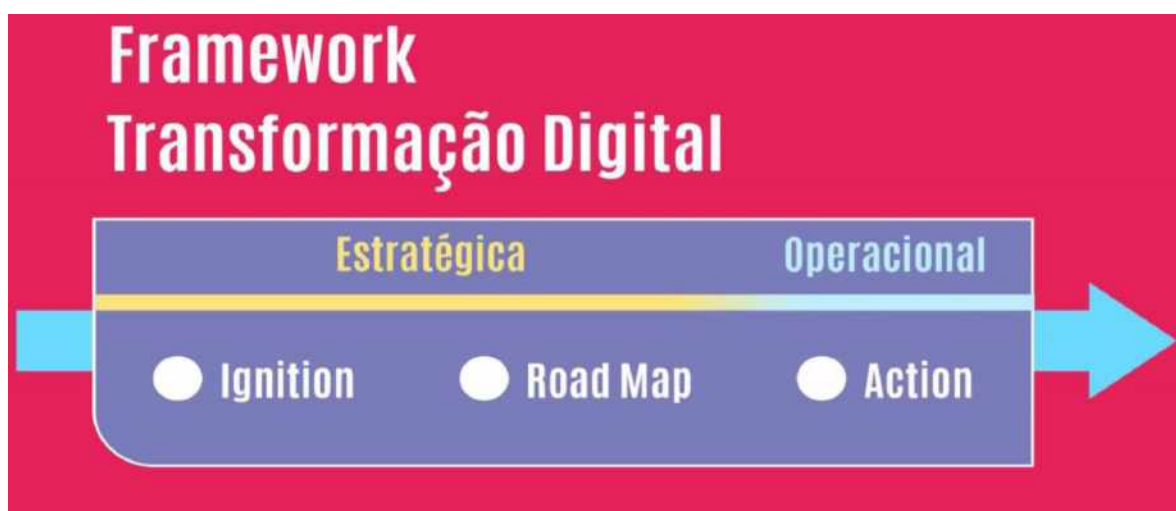 Framework
Transformação Digital
Estratégica Operacional
Ignition Road Map Action